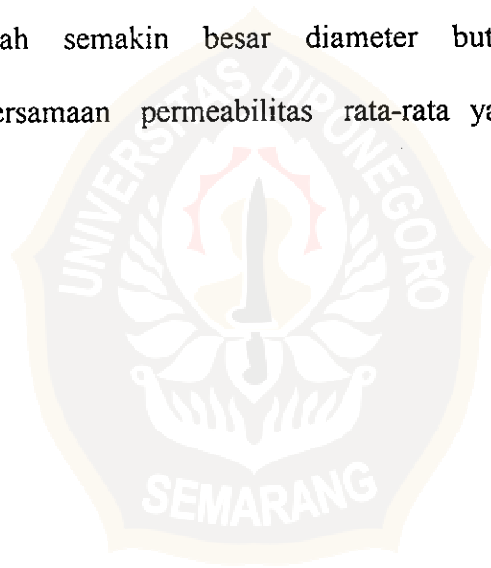 ah semakin besar diameter but
ersamaan permeabilitas rata-rata ya
UNIVERSITAS DIPONEGORO
SEMARANG